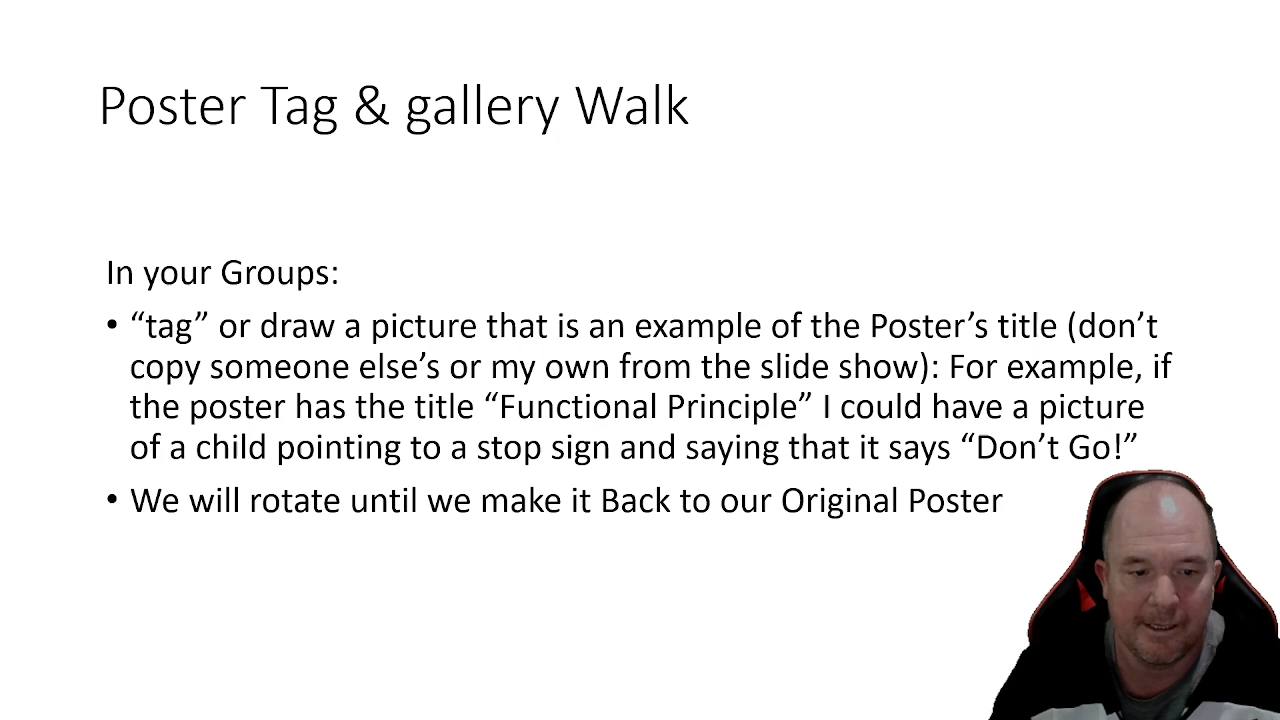 Poster Tag & gallery Walk
In your Groups:
• “tag” or draw a picture that is an example of the Poster’s title (don’t
copy someone else’s or my own from the slide show): For example, if
the poster has the title “Functional Principle” I could have a picture
of a child pointing to a stop sign and saying that it says “Don’t Go!”
• We will rotate until we make it Back to our Original Poster